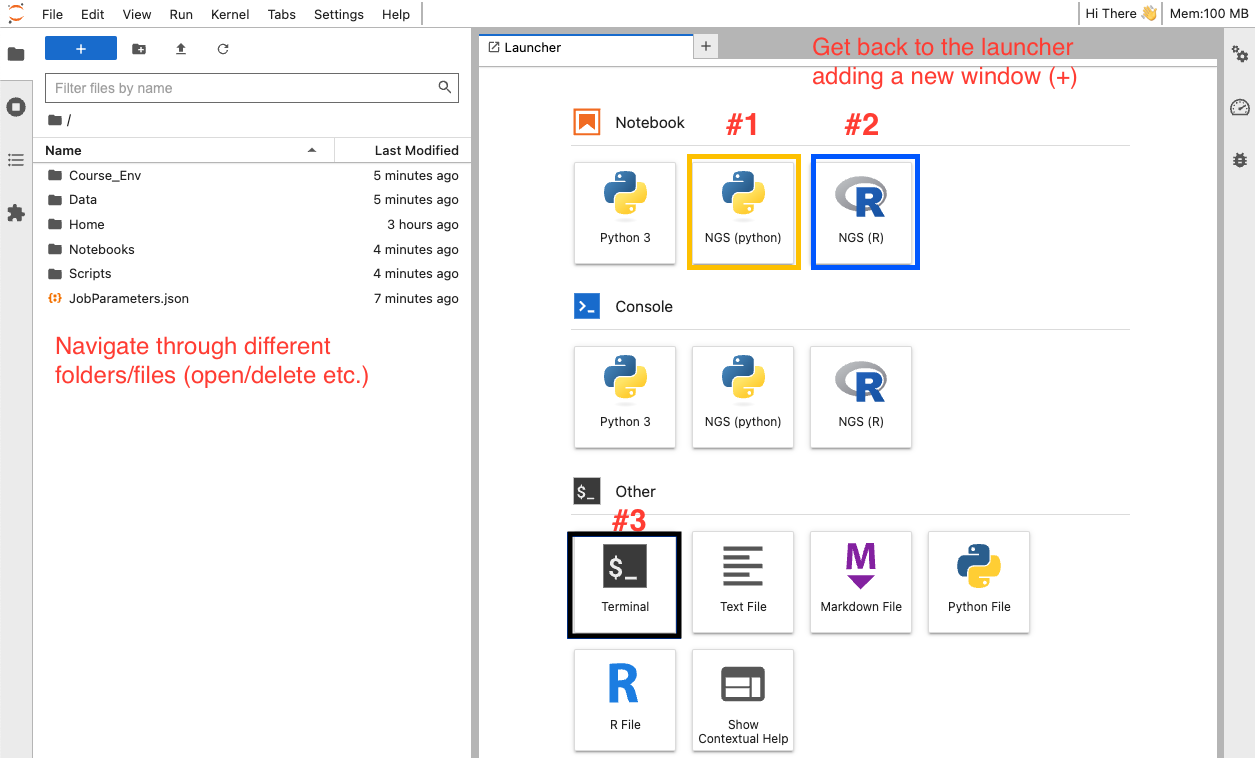 File Edit View Run Kernel Tabs Settings Help
Hi There 👋 Mem:100 MB
+
Filter files by name
/
Name Last Modified
Course_Env 5 minutes ago
Data 5 minutes ago
Home 3 hours ago
Notebooks 4 minutes ago
Scripts 4 minutes ago
JobParameters.json 7 minutes ago
Navigate through different
folders/files (open/delete etc.)
Launcher +
Get back to the launcher
adding a new window (+)
Notebook #1 #2
Python 3 NGS (python) NGS (R)
>_ Console
Python 3 NGS (python) NGS (R)
$_ Other
#3
$_ M
Terminal Text File Markdown File Python File
R
R File Show
Contextual Help